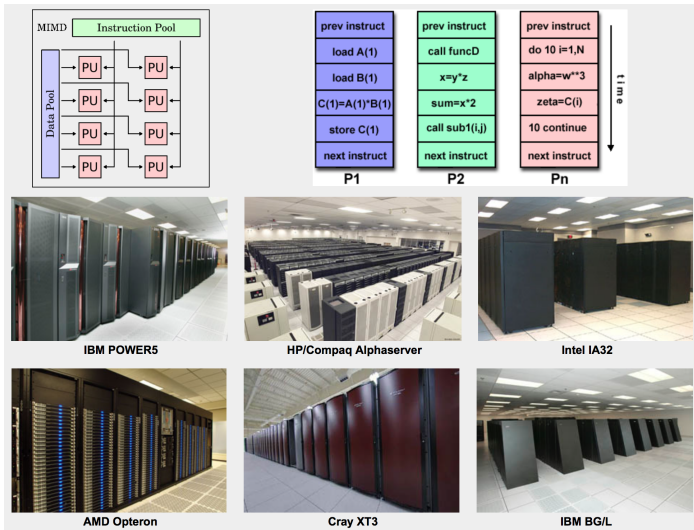 MIMD
Instruction Pool
Data Pool
PU PU
PU PU
PU PU
PU PU
prev instruct
load A(1)
load B(1)
C(1)=A(1)*B(1)
store C(1)
next instruct
P1
prev instruct
call funcD
x=y*z
sum=x*2
call sub1(i,j)
next instruct
P2
prev instruct
do 10 i=1,N
alpha=w**3
zeta=C(i)
10 continue
next instruct
Pn
time
IBM POWER5
HP/Compaq Alphaserver
Intel IA32
AMD Opteron
Cray XT3
IBM BG/L